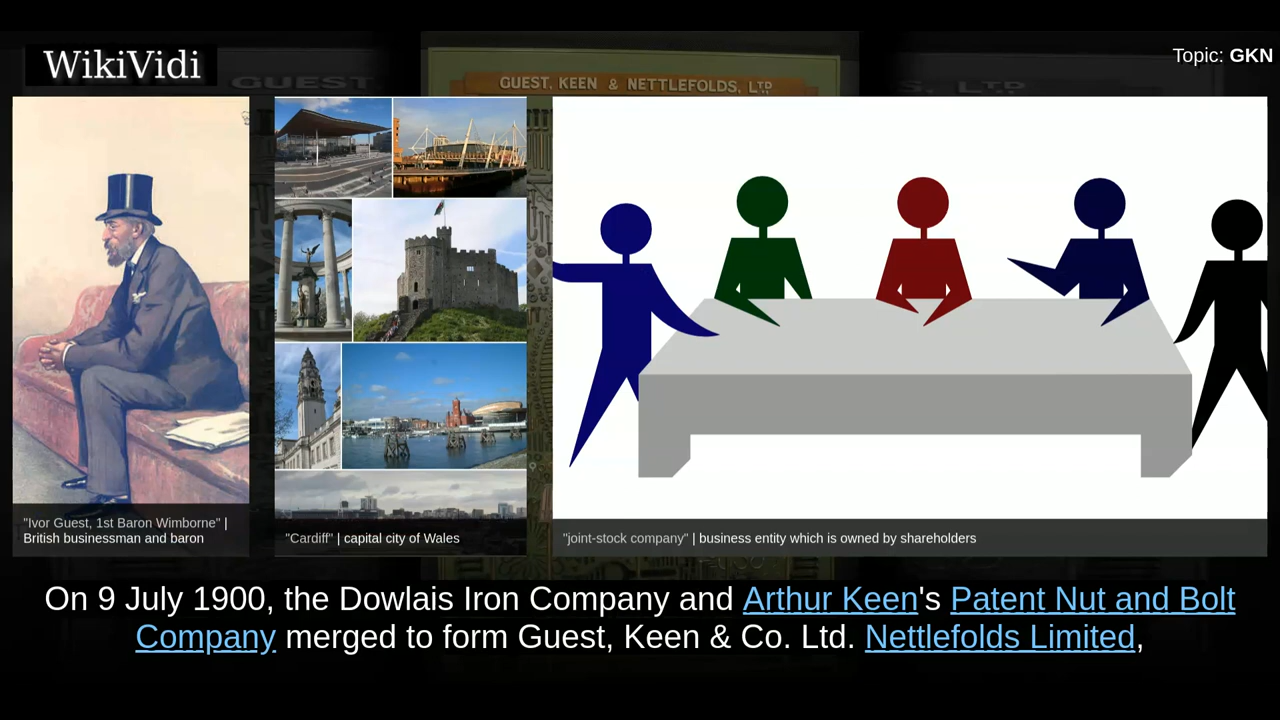 WikiVidi
Topic: GKN
GUEST
GUEST, KEEN & NETTLEFOLDS, LTD
S, LTD
"Ivor Guest, 1st Baron Wimborne" |
British businessman and baron
"Cardiff" | capital city of Wales
"joint-stock company" | business entity which is owned by shareholders
On 9 July 1900, the Dowlais Iron Company and Arthur Keen's Patent Nut and Bolt
Company merged to form Guest, Keen & Co. Ltd. Nettlefolds Limited,